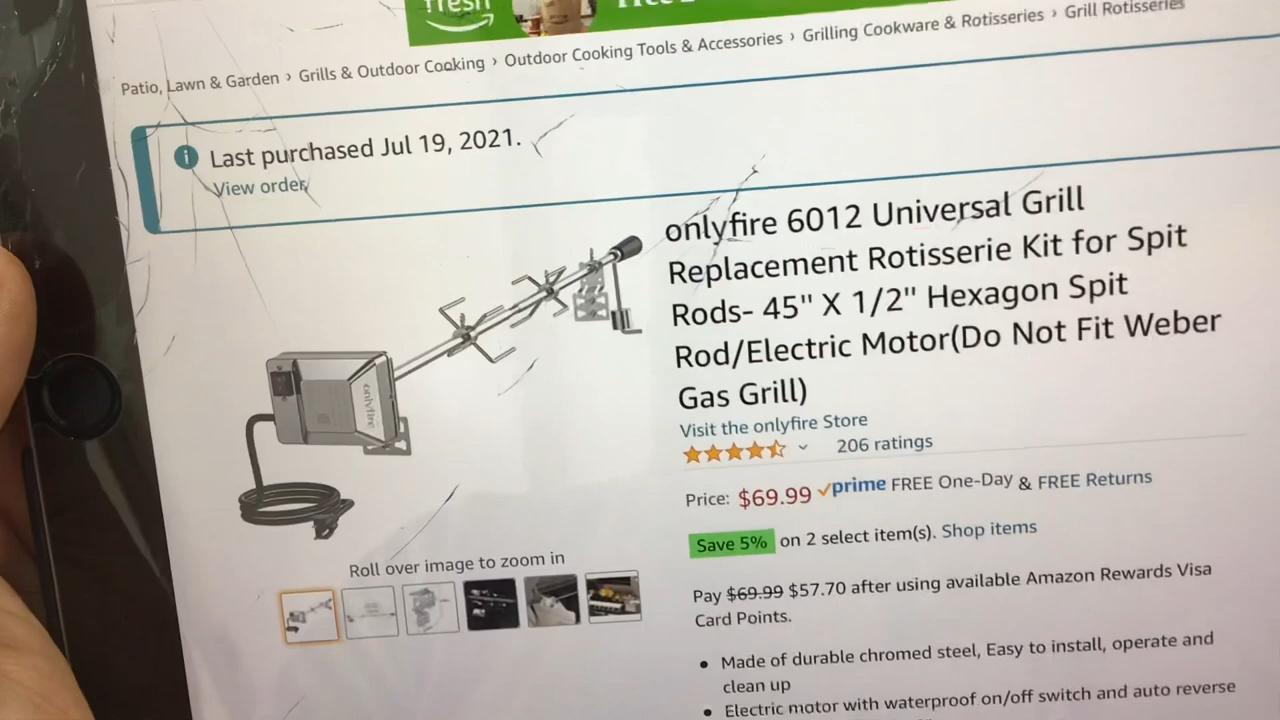 fresh
Patio, Lawn & Garden › Grills & Outdoor Cooking › Outdoor Cooking Tools & Accessories › Grilling Cookware & Rotisseries › Grill Rotisseries
Last purchased Jul 19, 2021.
View order
onlyfire 6012 Universal Grill
Replacement Rotisserie Kit for Spit
Rods- 45" X 1/2" Hexagon Spit
Rod/Electric Motor(Do Not Fit Weber
Gas Grill)
Visit the onlyfire Store
206 ratings
Price: $69.99 prime FREE One-Day & FREE Returns
Save 5% on 2 select item(s). Shop items
Pay $69.99 $57.70 after using available Amazon Rewards Visa
Card Points.
• Made of durable chromed steel, Easy to install, operate and
clean up
• Electric motor with waterproof on/off switch and auto reverse
onlyfire
Roll over image to zoom in